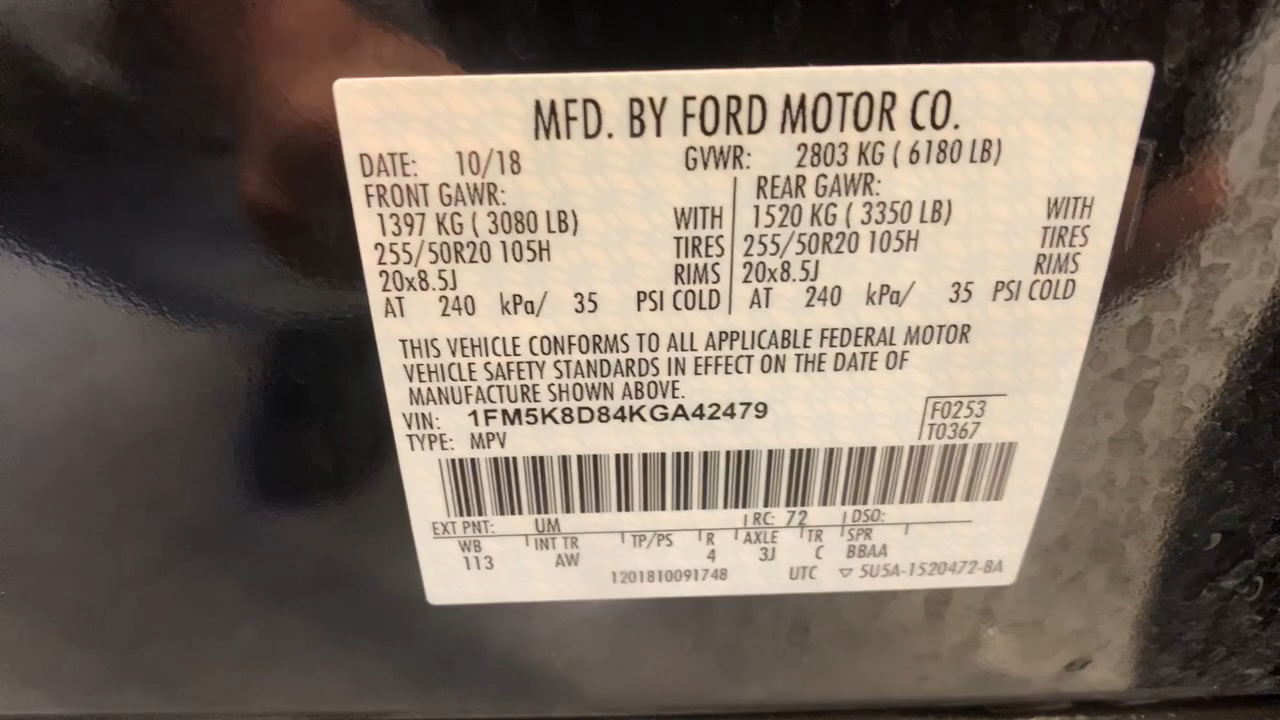 MFD. BY FORD MOTOR CO.
DATE: 10/18 GVWR: 2803 KG ( 6180 LB)
FRONT GAWR: REAR GAWR:
1397 KG ( 3080 LB) WITH 1520 KG ( 3350 LB) WITH
255/50R20 105H TIRES 255/50R20 105H TIRES
20x8.5J RIMS 20x8.5J RIMS
AT 240 kPa/ 35 PSI COLD AT 240 kPa/ 35 PSI COLD
THIS VEHICLE CONFORMS TO ALL APPLICABLE FEDERAL MOTOR
VEHICLE SAFETY STANDARDS IN EFFECT ON THE DATE OF
MANUFACTURE SHOWN ABOVE.
VIN: 1FM5K8D84KGA42479 F0253
TYPE: MPV T0367
EXT PNT: UM RC: 72 DSO:
WB INT TR TP/PS R AXLE TR SPR
113 AW 4 3J C BBAA
1201810091748 UTC ▽ 5U5A-1520472-BA